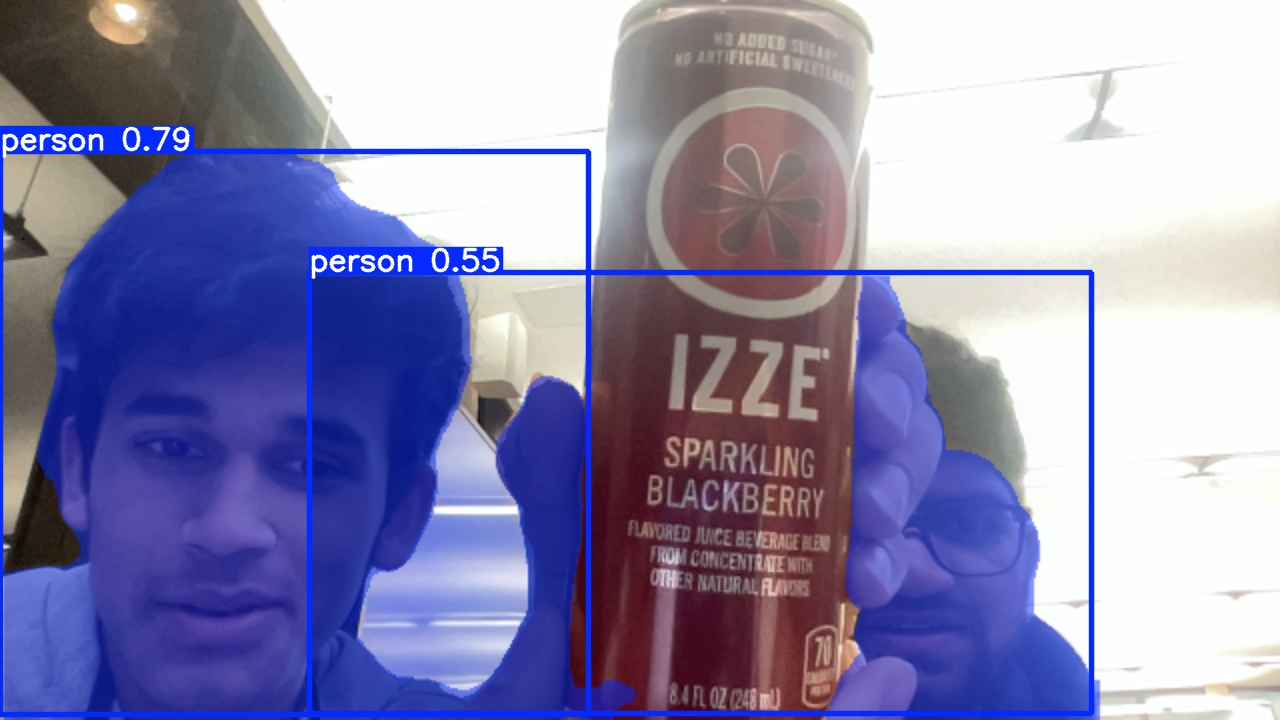 person 0.79
person 0.55
NO ADDED SUGAR*
NO ARTIFICIAL SWEETENERS
IZZE
SPARKLING
BLACKBERRY
FLAVORED JUICE BEVERAGE BLEND
FROM CONCENTRATE WITH
OTHER NATURAL FLAVORS
70
CALORIES
8.4 FL OZ (248 mL)